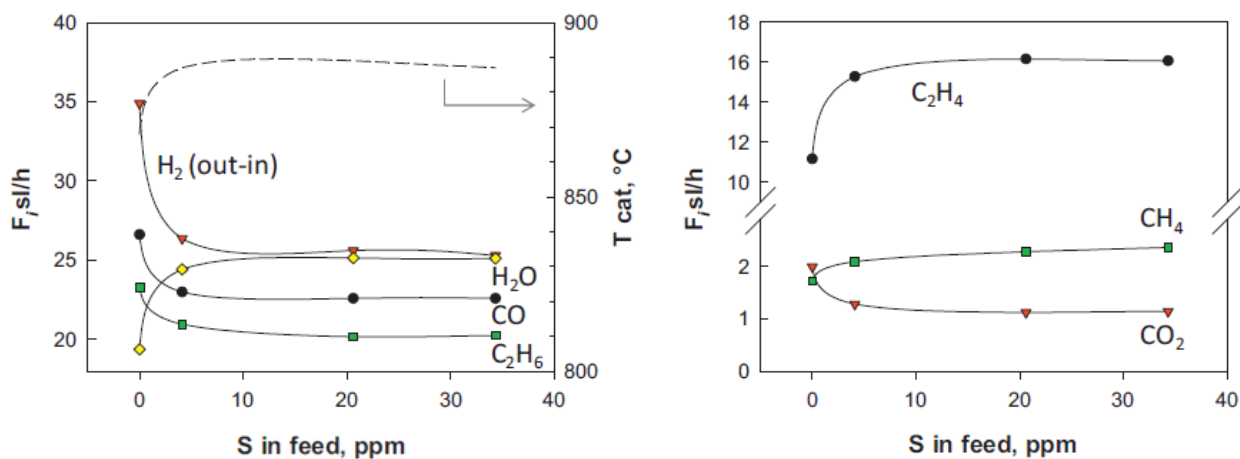 40
35
30
25
20
F_i sl/h
H₂ (out-in)
H₂O
CO
C₂H₆
900
850
800
T cat, °C
0
10
20
30
40
S in feed, ppm
18
16
14
12
10
2
1
0
F_i sl/h
C₂H₄
CH₄
CO₂
0
10
20
30
40
S in feed, ppm